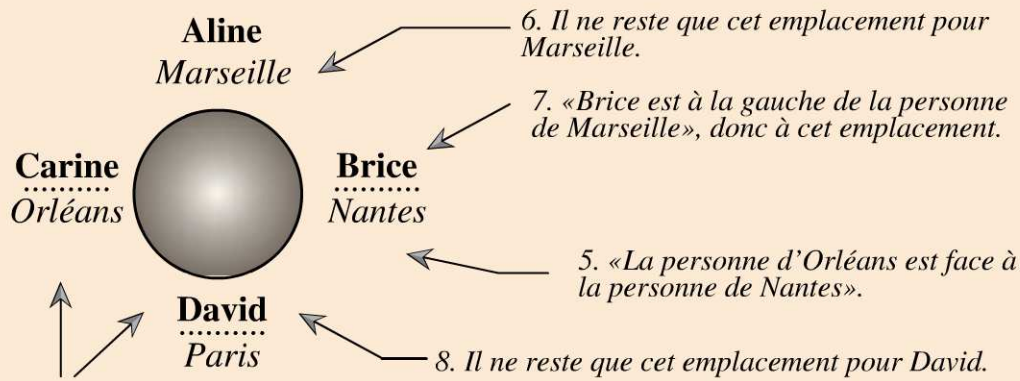 Aline
Marseille
6. Il ne reste que cet emplacement pour
Marseille.
7. «Brice est à la gauche de la personne
de Marseille», donc à cet emplacement.
Carine
Orléans
Brice
Nantes
5. «La personne d’Orléans est face à
la personne de Nantes».
David
Paris
8. Il ne reste que cet emplacement pour David.